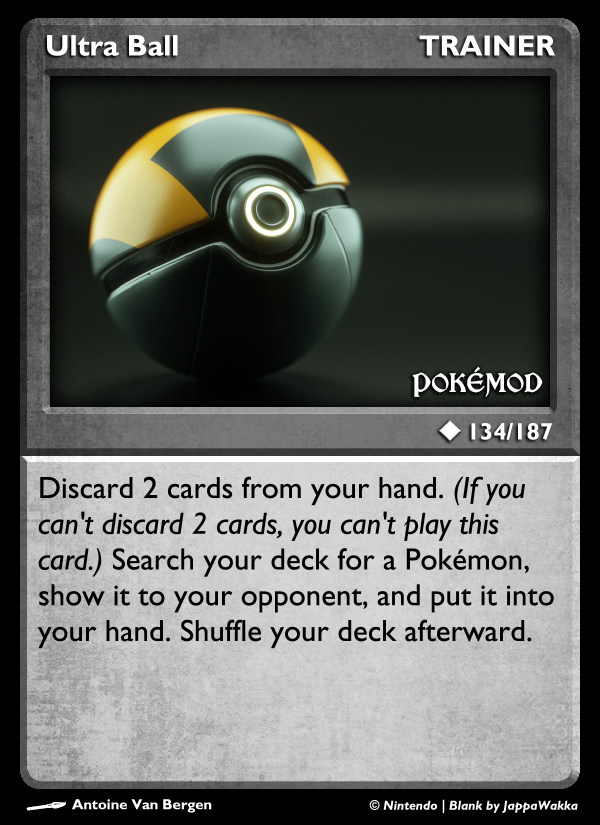 Ultra Ball TRAINER
POKÉMOD
◆ 134/187
Discard 2 cards from your hand. (If you
can't discard 2 cards, you can't play this
card.) Search your deck for a Pokémon,
show it to your opponent, and put it into
your hand. Shuffle your deck afterward.
Antoine Van Bergen © Nintendo | Blank by JappaWakka